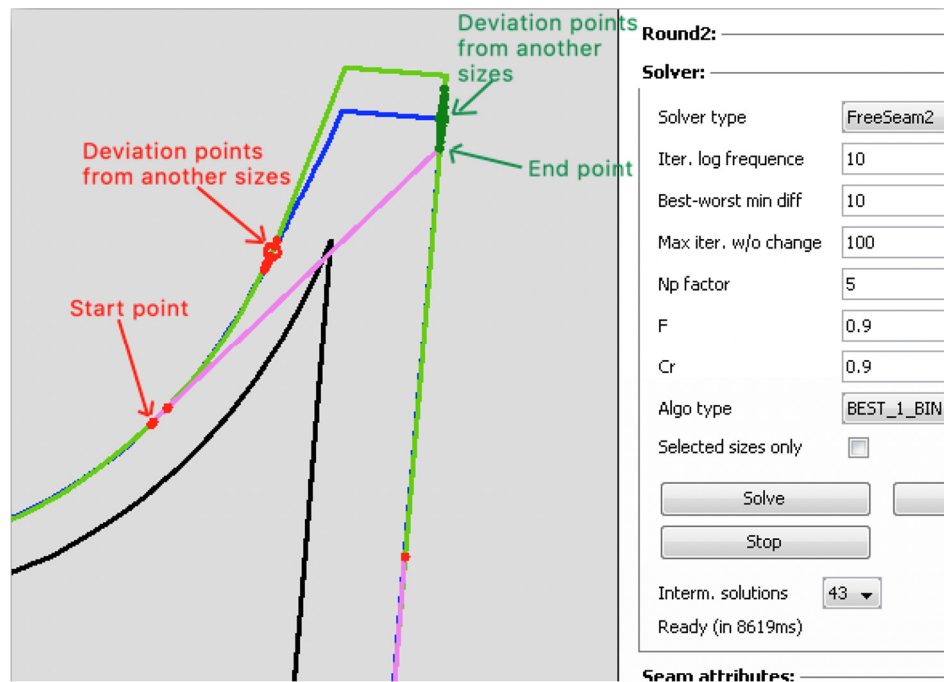 Deviation points
from another
sizes
Deviation points
from another sizes
End point
Start point
Round2:
Solver:
Solver type
FreeSeam2
Iter. log frequence
10
Best-worst min diff
10
Max iter. w/o change
100
Np factor
5
F
0.9
Cr
0.9
Algo type
BEST_1_BIN
Selected sizes only
Solve
Stop
Interm. solutions
43
Ready (in 8619ms)
Seam attributes: